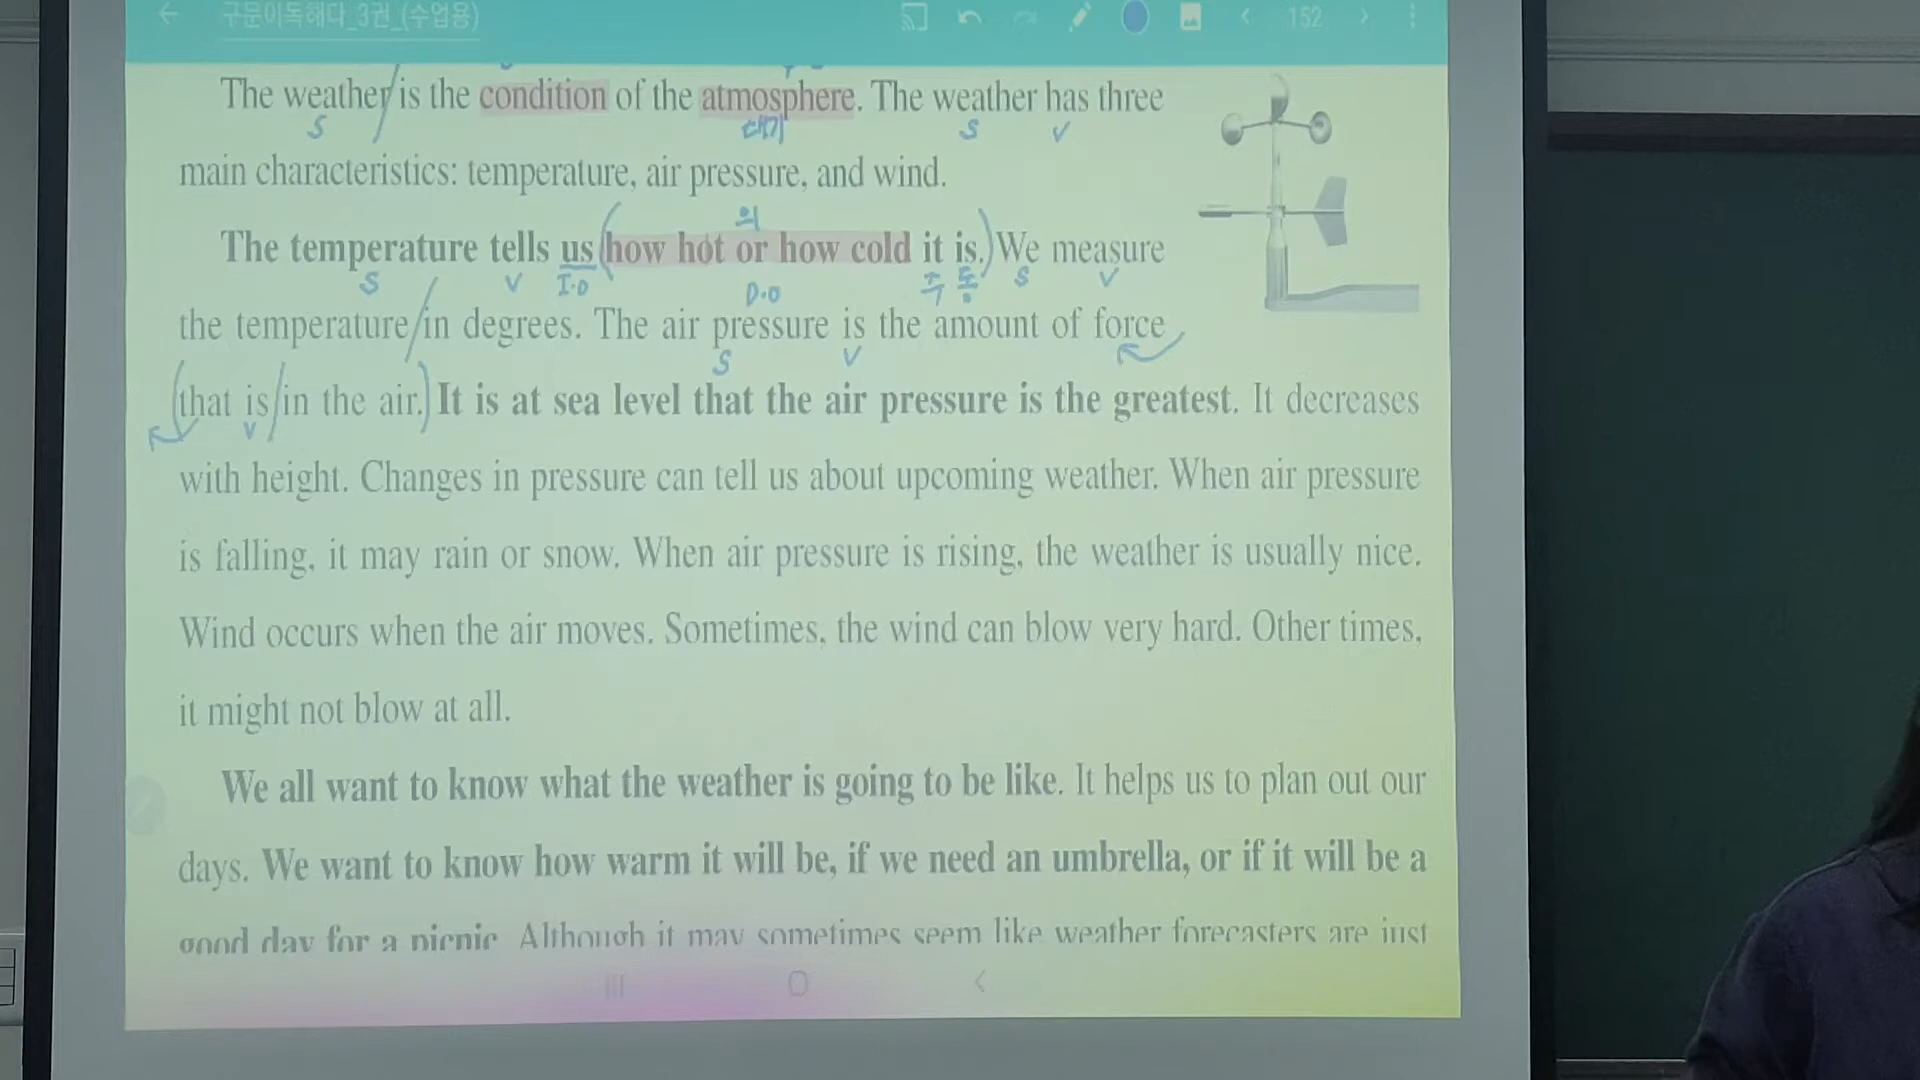 구문이독해다_3권_(수업용)
152
The weather is the condition of the atmosphere. The weather has three
S 대기 S V
main characteristics: temperature, air pressure, and wind.
의
The temperature tells us how hot or how cold it is. We measure
S V I.O D.O 주 동 S V
the temperature in degrees. The air pressure is the amount of force
S V
that is in the air. It is at sea level that the air pressure is the greatest. It decreases
V
with height. Changes in pressure can tell us about upcoming weather. When air pressure
is falling, it may rain or snow. When air pressure is rising, the weather is usually nice.
Wind occurs when the air moves. Sometimes, the wind can blow very hard. Other times,
it might not blow at all.
We all want to know what the weather is going to be like. It helps us to plan out our
days. We want to know how warm it will be, if we need an umbrella, or if it will be a
good day for a picnic Although it may sometimes seem like weather forecasters are just